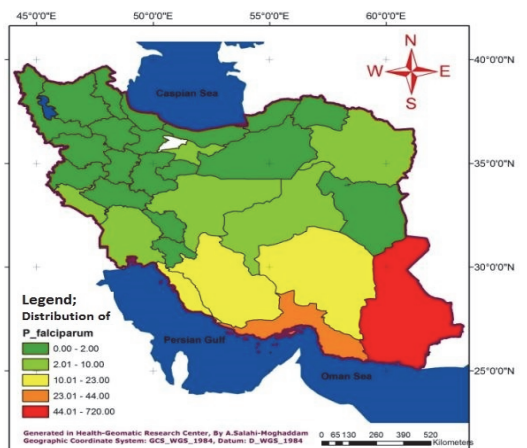 45°0'0"E 50°0'0"E 55°0'0"E 60°0'0"E
N
W E
S
40°0'0"N
35°0'0"N
30°0'0"N
25°0'0"N
Caspian Sea
Persian Gulf
Oman Sea
Legend;
Distribution of
P_falciparum
0.00 - 2.00
2.01 - 10.00
10.01 - 23.00
23.01 - 44.00
44.01 - 720.00
Generated in Health-Geomatic Research Center, By A.Salahi-Moghaddam
Geographic Coordinate System: GCS_WGS_1984, Datum: D_WGS_1984
0 65 130 260 390 520
Kilometers